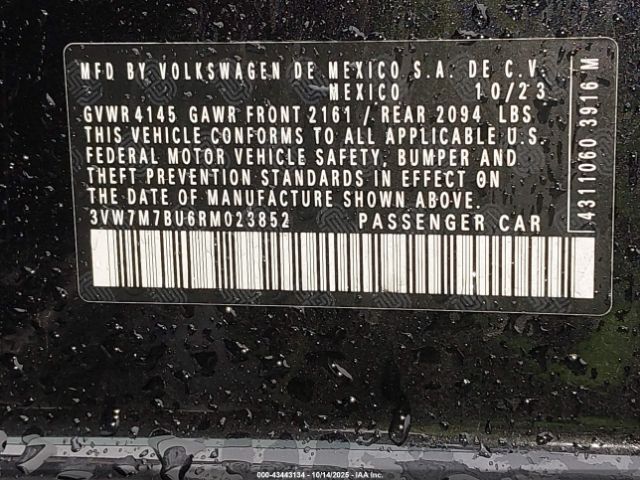 MFD BY VOLKSWAGEN DE MEXICO S.A. DE C.V.
MEXICO 10/23
GVWR 4145 GAWR FRONT 2161 / REAR 2094 LBS
THIS VEHICLE CONFORMS TO ALL APPLICABLE U.S.
FEDERAL MOTOR VEHICLE SAFETY, BUMPER AND
THEFT PREVENTION STANDARDS IN EFFECT ON
THE DATE OF MANUFACTURE SHOWN ABOVE.
3VW7M7BU6RM023852 PASSENGER CAR
4311060 3916 M
000-43443134 - 10/14/2025 - IAA, Inc.